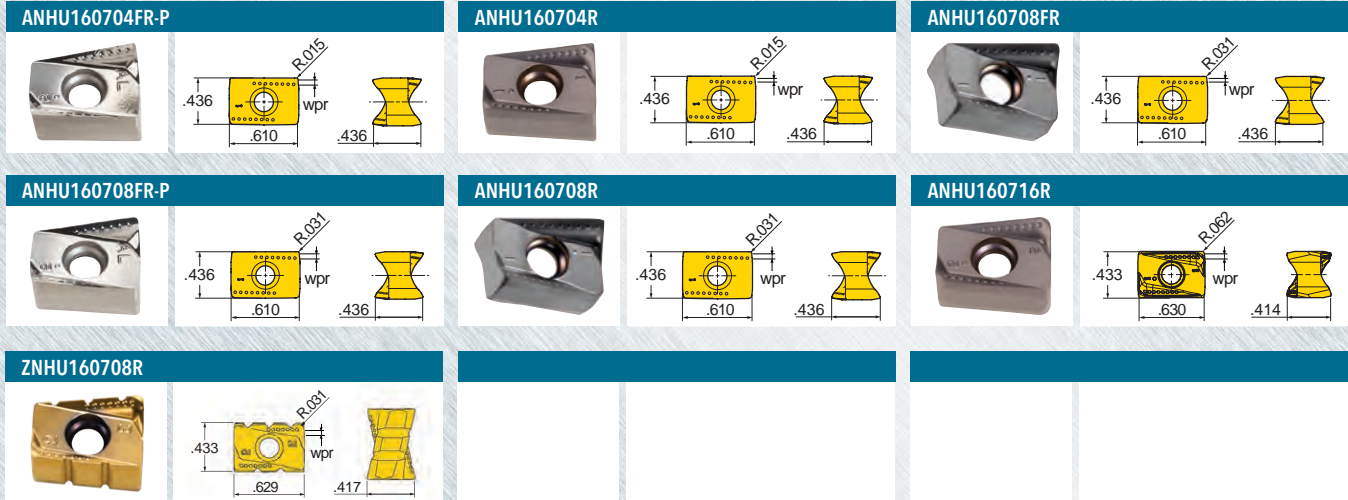 ANHU160704FR-P
R.015
.436
wpr
.610
.436
ANHU160704R
R.015
.436
wpr
.610
.436
ANHU160708FR
R.031
.436
wpr
.610
.436
ANHU160708FR-P
R.031
.436
wpr
.610
.436
ANHU160708R
R.031
.436
wpr
.610
.436
ANHU160716R
R.062
.433
wpr
.630
.414
ZNHU160708R
R.031
.433
wpr
.629
.417